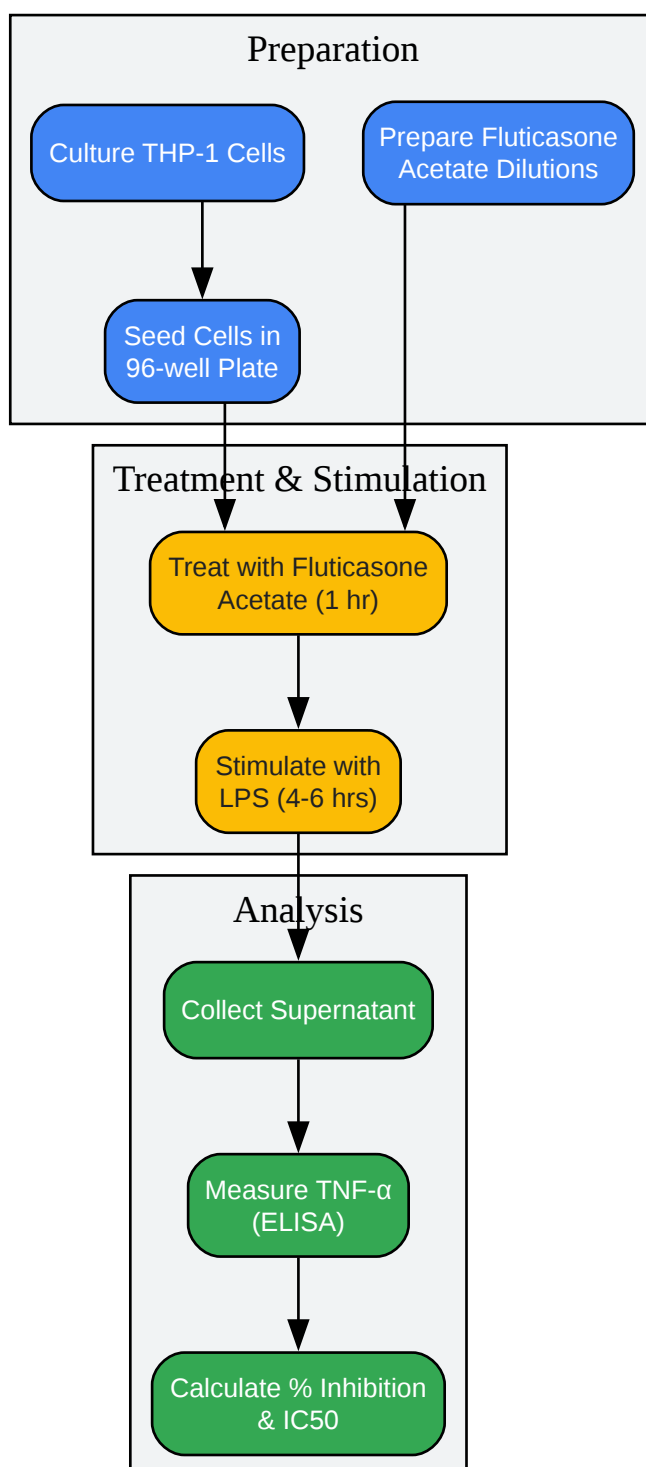 Preparation
Culture THP-1 Cells
Prepare Fluticasone
Acetate Dilutions
Seed Cells in
96-well Plate
Treatment & Stimulation
Treat with Fluticasone
Acetate (1 hr)
Stimulate with
LPS (4-6 hrs)
Analysis
Collect Supernatant
Measure TNF-α
(ELISA)
Calculate % Inhibition
& IC50